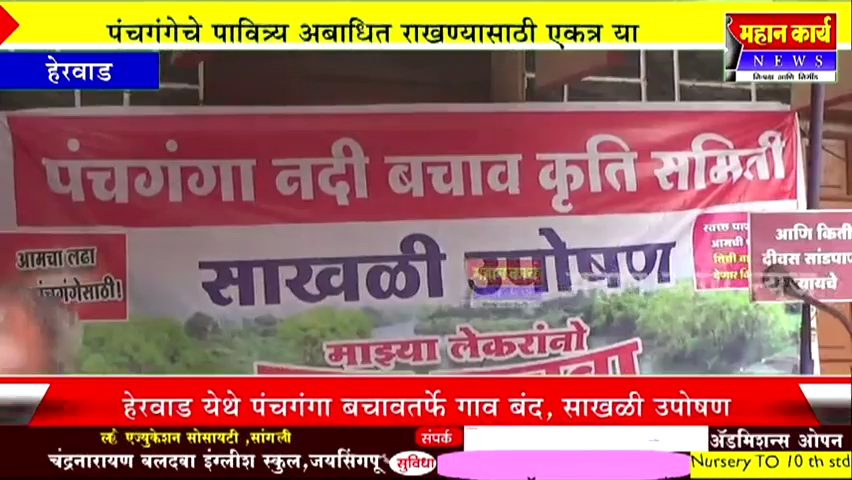 पंचगंगेचे पावित्र्य अबाधित राखण्यासाठी एकत्र या
महान कार्य
NEWS
हेरवाड
पंचगंगा नदी बचाव कृति समिती
साखळी उपोषण
आमचा लढा
पंचगंगेसाठी!
स्वच्छ
आमची
देणार
आणि किती
दिवस सांडपा
माझ्या लेकरांनो
हेरवाड येथे पंचगंगा बचावतर्फे गाव बंद, साखळी उपोषण
एज्युकेशन सोसायटी ,सांगली
संपर्क
ॲडमिशन्स ओपन
चंद्रनारायण बलदवा इंग्लीश स्कुल,जयसिंगपू
सुविधा
Nursery TO 10 th std